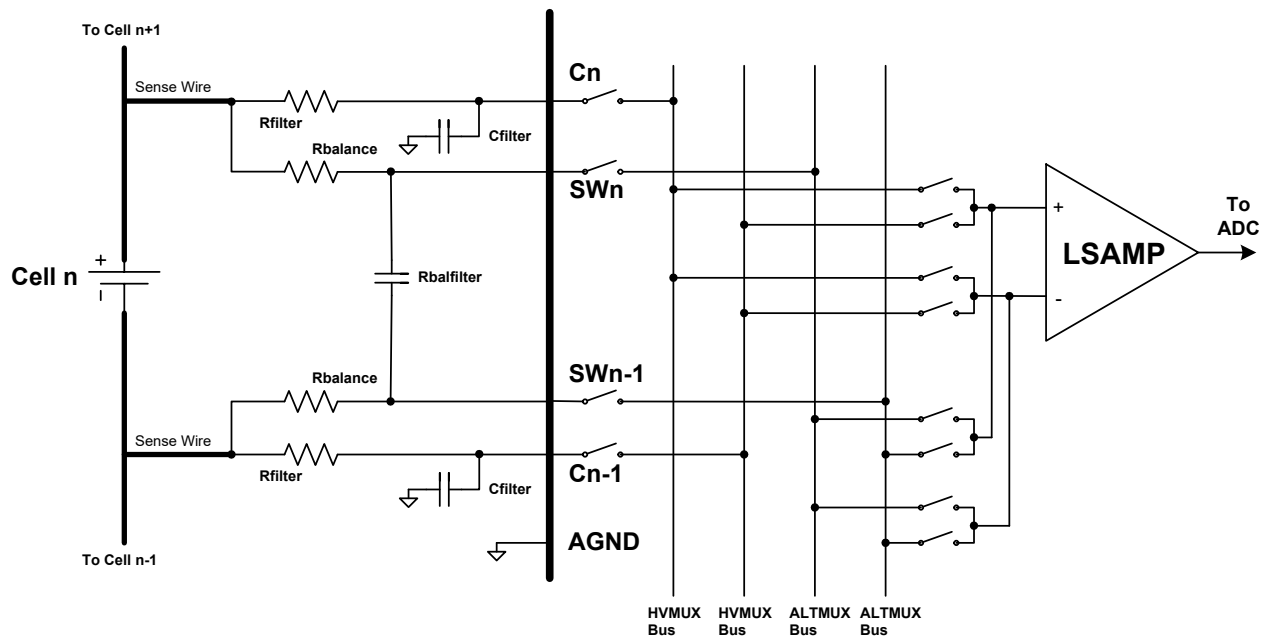 To Cell n+1
Sense Wire
Rfilter
Cfilter
Cn
Rbalance
SWn
+
-
LSAMP
To
ADC
Cell n
+
–
Rbalfilter
Rbalance
SWn-1
Sense Wire
Rfilter
Cfilter
Cn-1
AGND
To Cell n-1
HVMUX
Bus
HVMUX
Bus
ALTMUX
Bus
ALTMUX
Bus